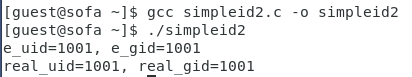 [guest@sofa ~]$ gcc simpleid2.c -o simpleid2
[guest@sofa ~]$ ./simpleid2
e_uid=1001, e_gid=1001
real_uid=1001, real_gid=1001